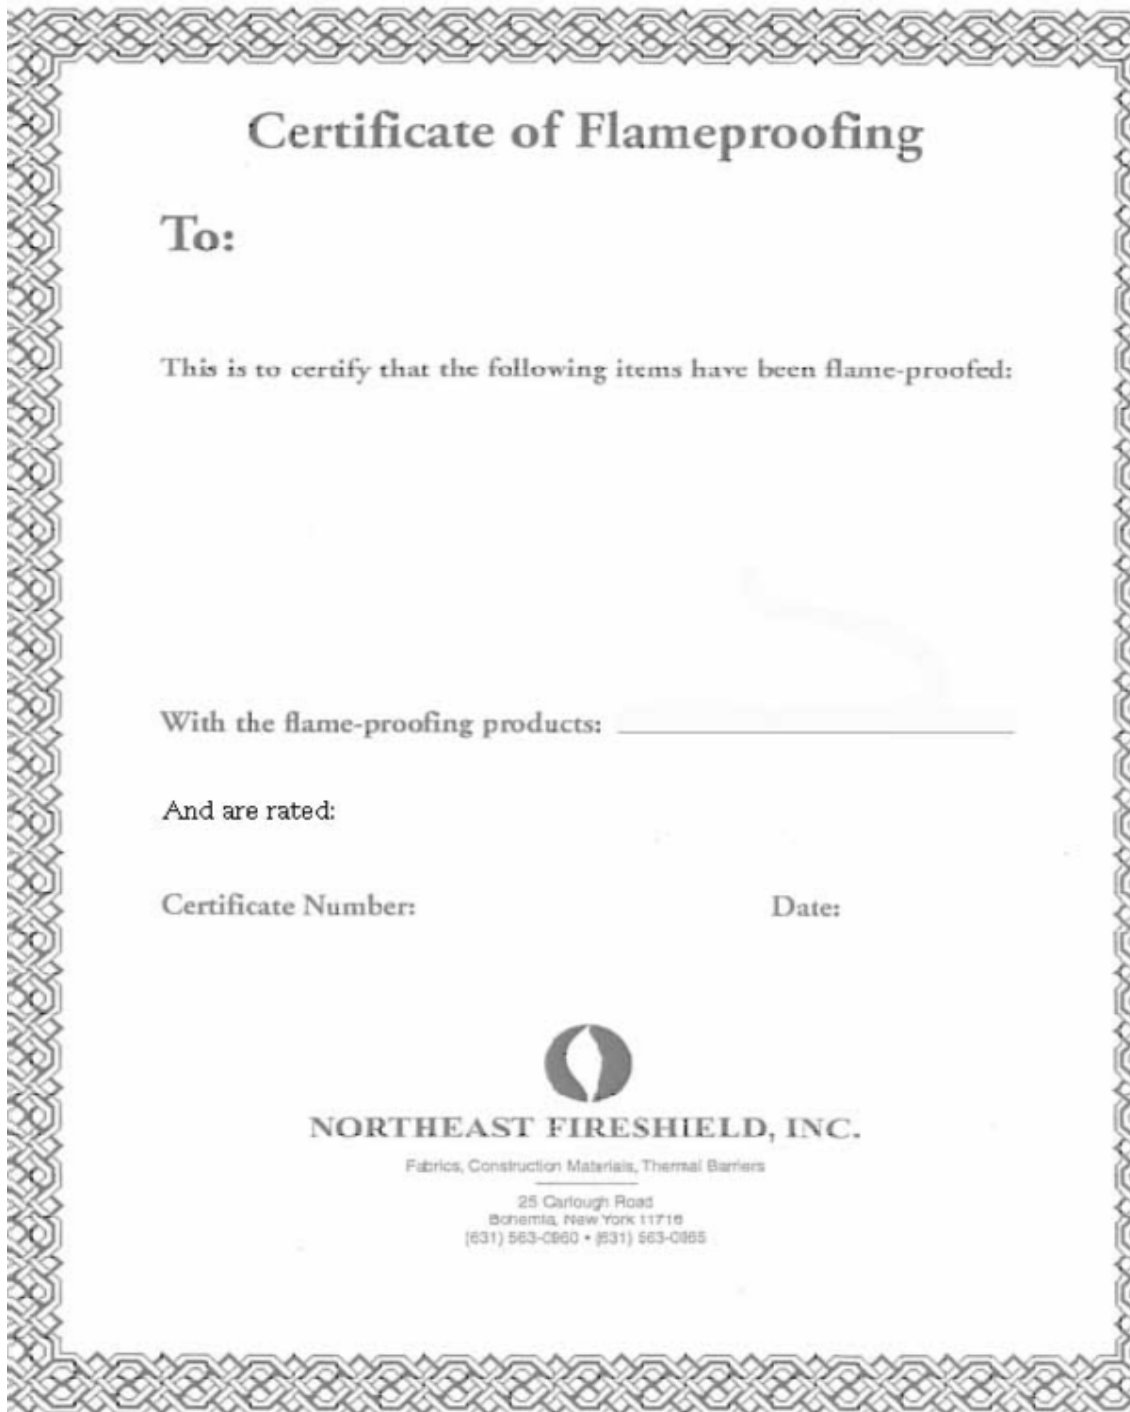 Certificate of Flameproofing
To:
This is to certify that the following items have been flame-proofed:
With the flame-proofing products:
And are rated:
Certificate Number: Date:
NORTHEAST FIRESHIELD, INC.
Fabrics, Construction Materials, Thermal Barriers
25 Carlough Road
Bohemia, New York 11716
(631) 563-0960 • (631) 563-0865